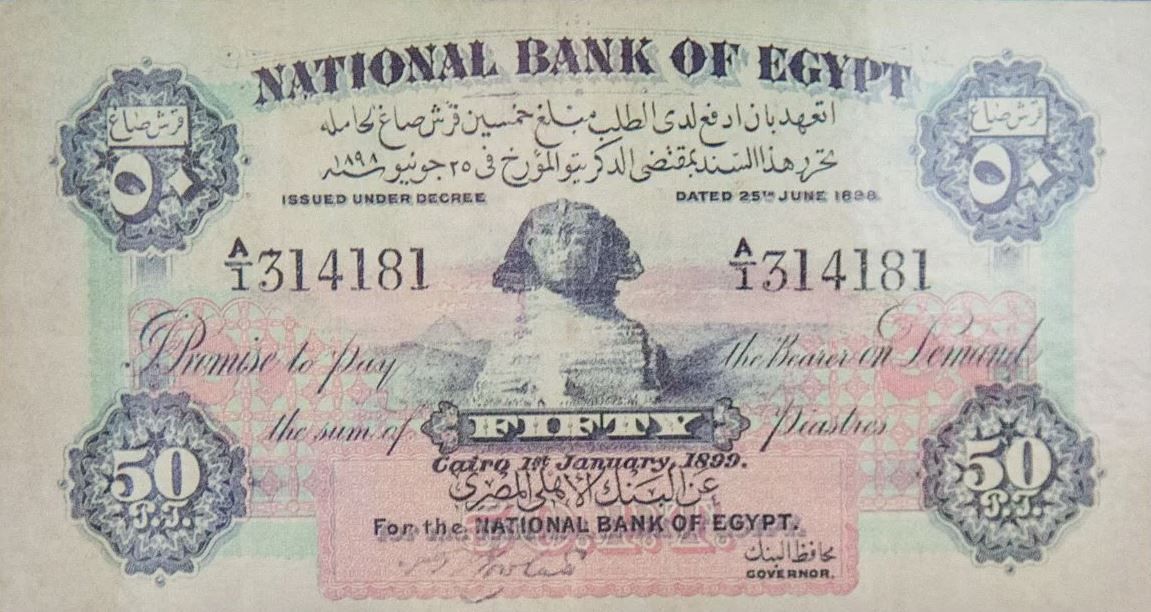 NATIONAL BANK OF EGYPT
قرش صاغ
٥٠
قرش صاغ
٥٠
اتعهد بان ادفع لدى الطلب مبلغ خمسين قرش صاغ لحامله
تحرر هذا السند بمقتضى الدكريتو المؤرخ فى ٢٥ جونيو سنة ١٨٩٨
ISSUED UNDER DECREE DATED 25TH JUNE 1898
A/1 314181 A/1 314181
I Promise to pay the Bearer on Demand
the sum of FIFTY Piastres
50 P.T. 50 P.T.
Cairo 1st January, 1899.
عن البنك الاهلى المصرى
For the NATIONAL BANK OF EGYPT.
محافظ البنك
GOVERNOR.